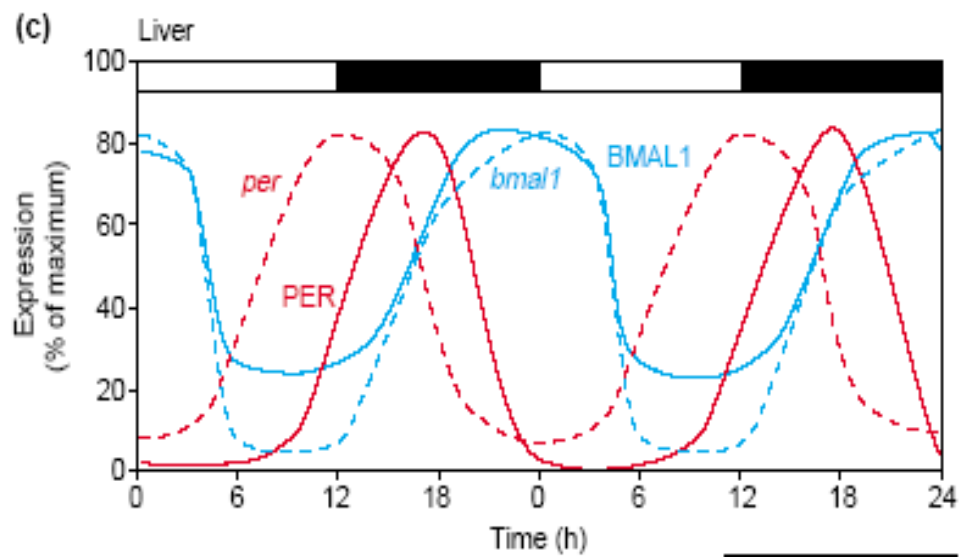 (c) Liver
100
80
60
40
20
0
Expression
(% of maximum)
per
bmal1
BMAL1
PER
0 6 12 18 0 6 12 18 24
Time (h)